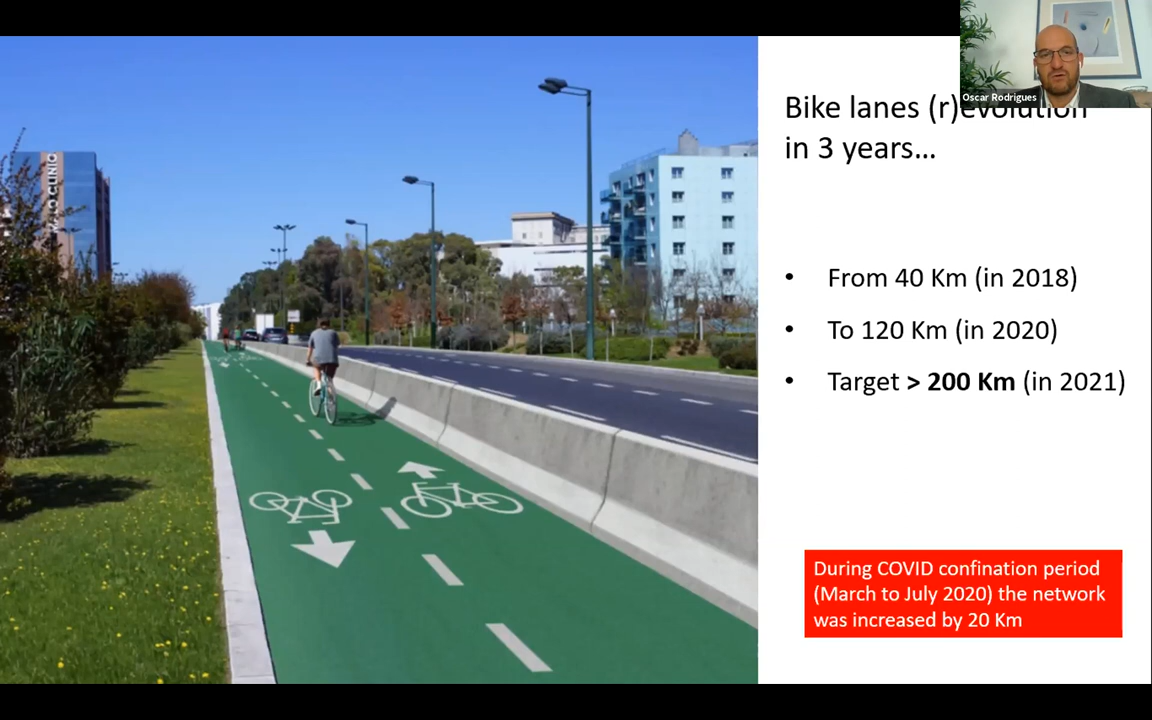 Oscar Rodrigues
Bike lanes (r)evolution
in 3 years...
• From 40 Km (in 2018)
• To 120 Km (in 2020)
• Target > 200 Km (in 2021)
During COVID confination period
(March to July 2020) the network
was increased by 20 Km